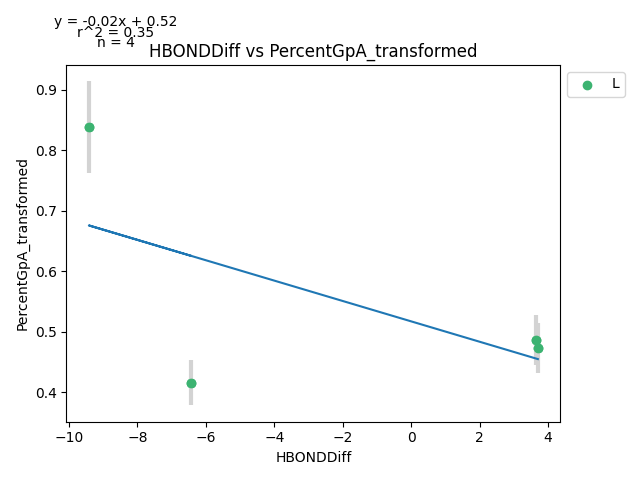 y = -0.02x + 0.52
r^2 = 0.35
n = 4
HBONDDiff vs PercentGpA_transformed
L
PercentGpA_transformed
0.9
0.8
0.7
0.6
0.5
0.4
−10
−8
−6
−4
−2
0
2
4
HBONDDiff